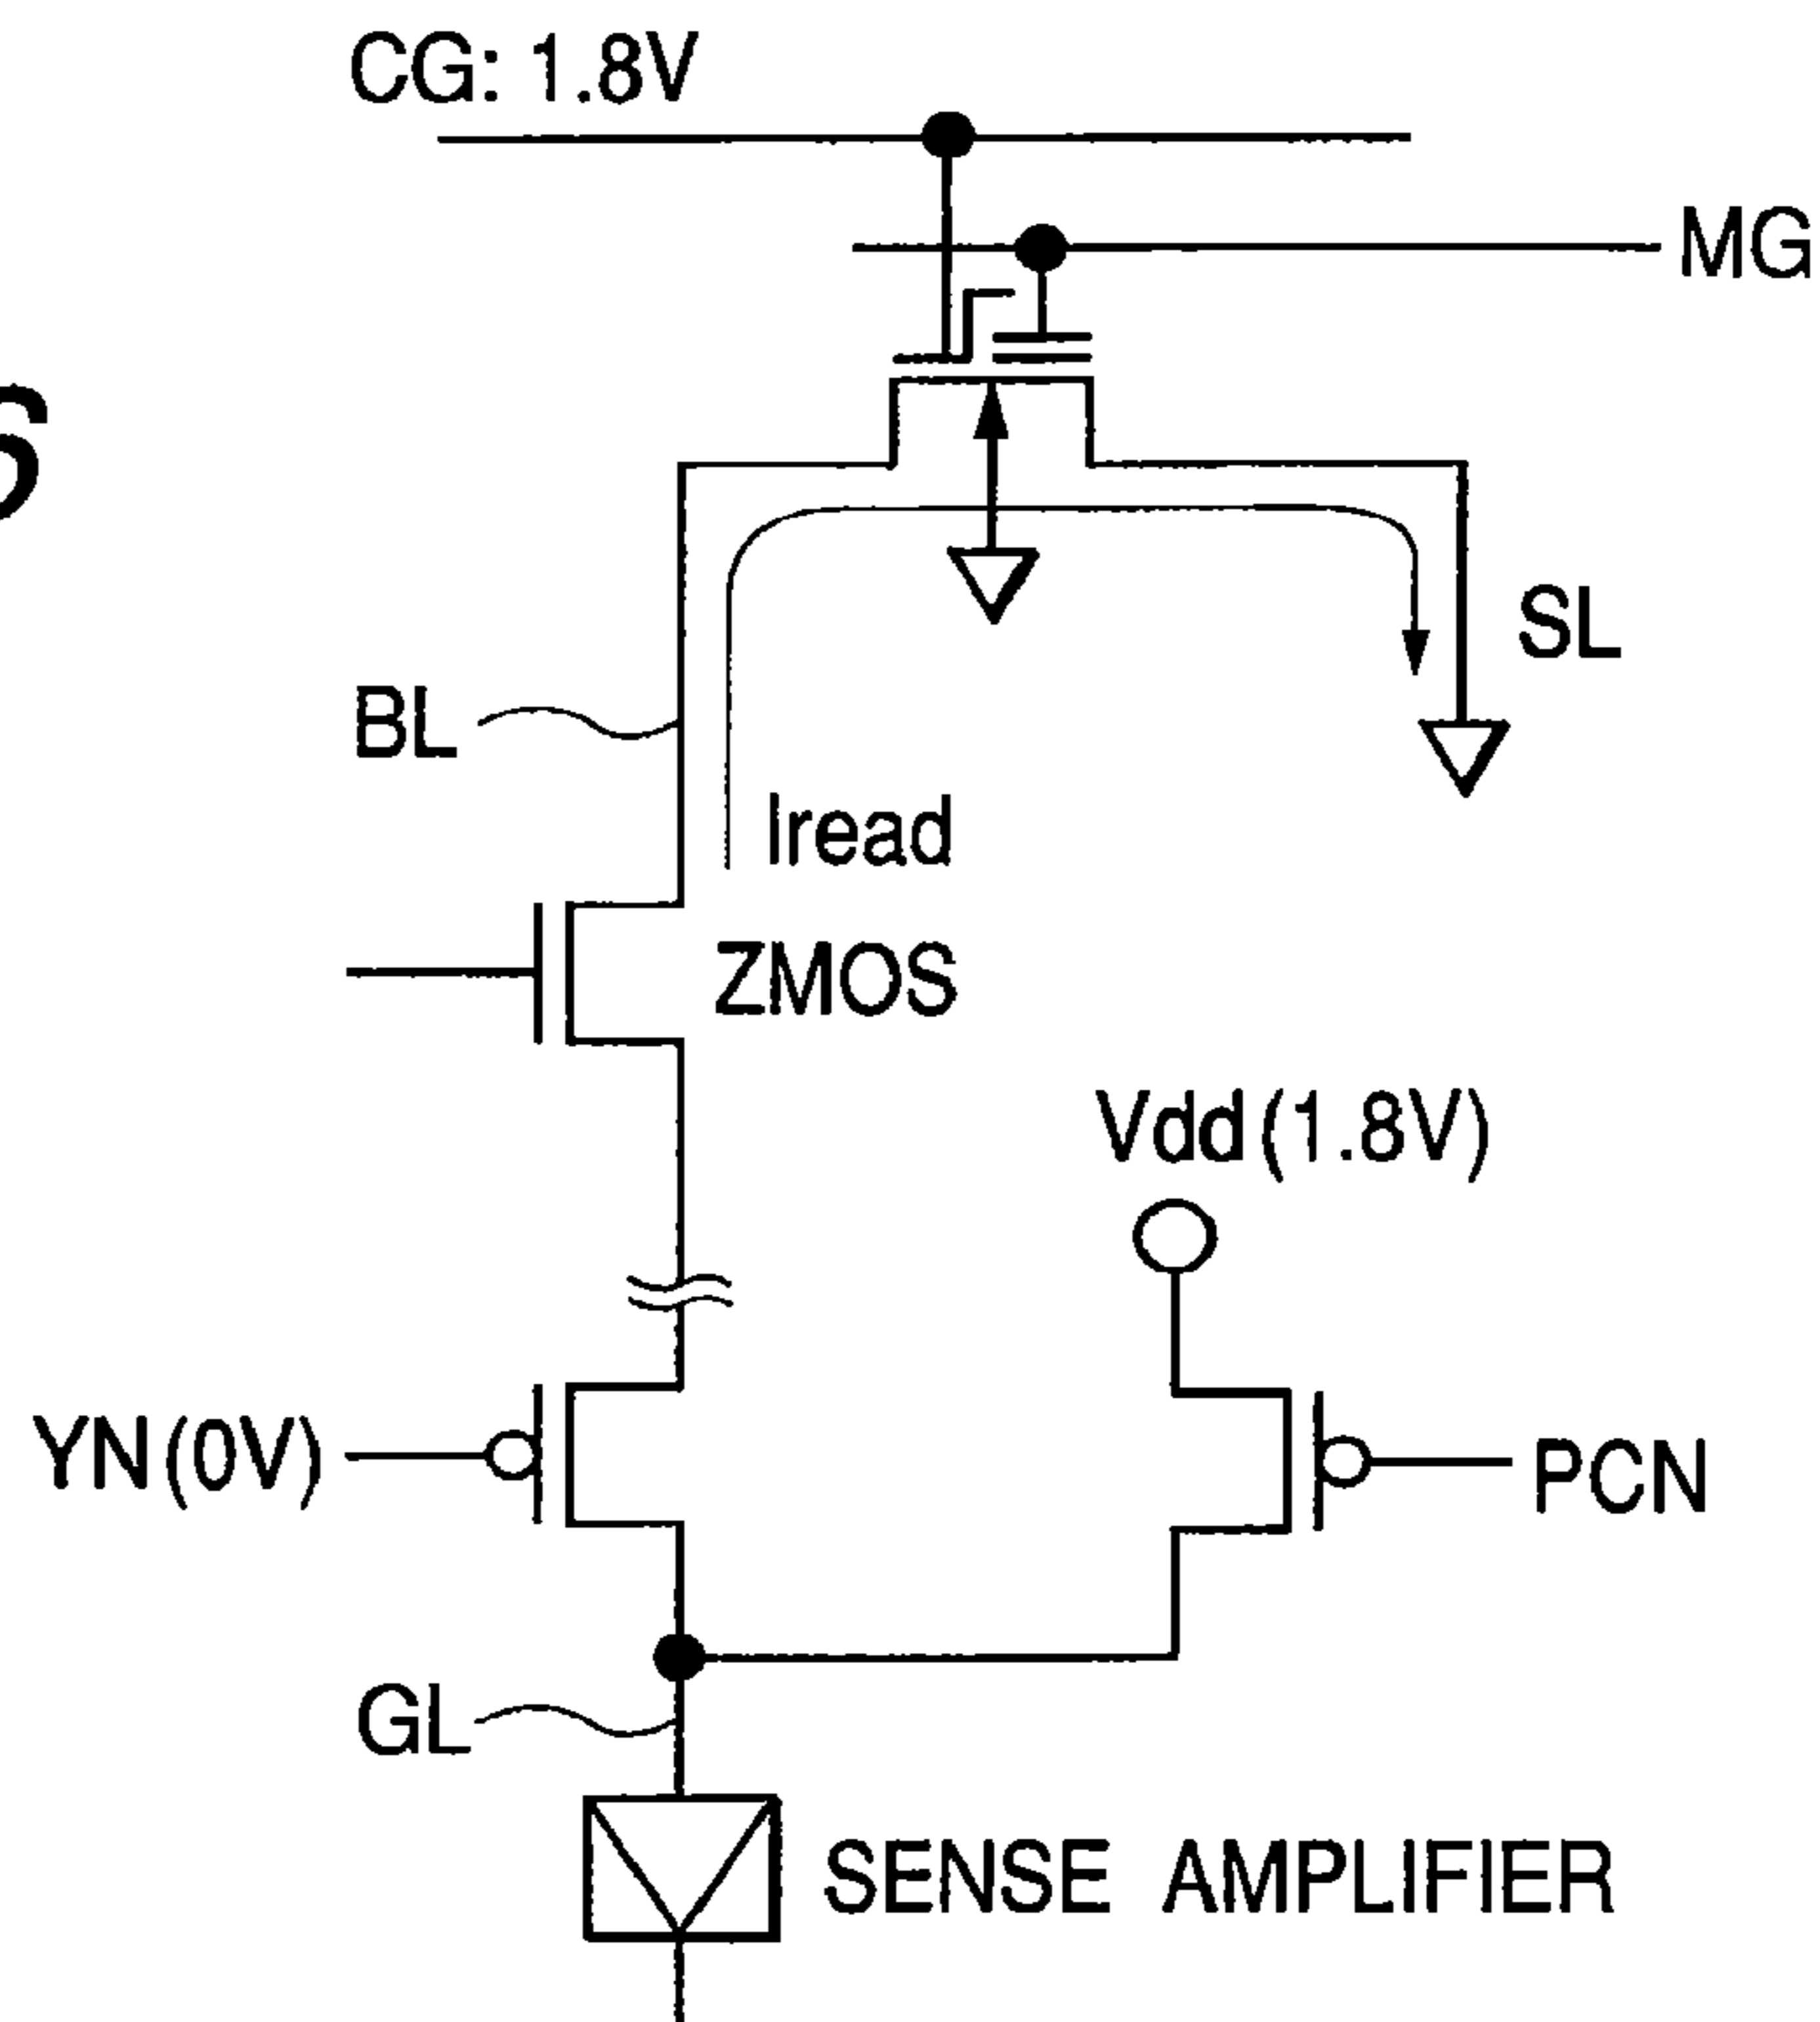 CG: 1.8V
MG
SL
BL
Iread
ZMOS
Vdd(1.8V)
YN(0V)
PCN
GL
SENSE AMPLIFIER